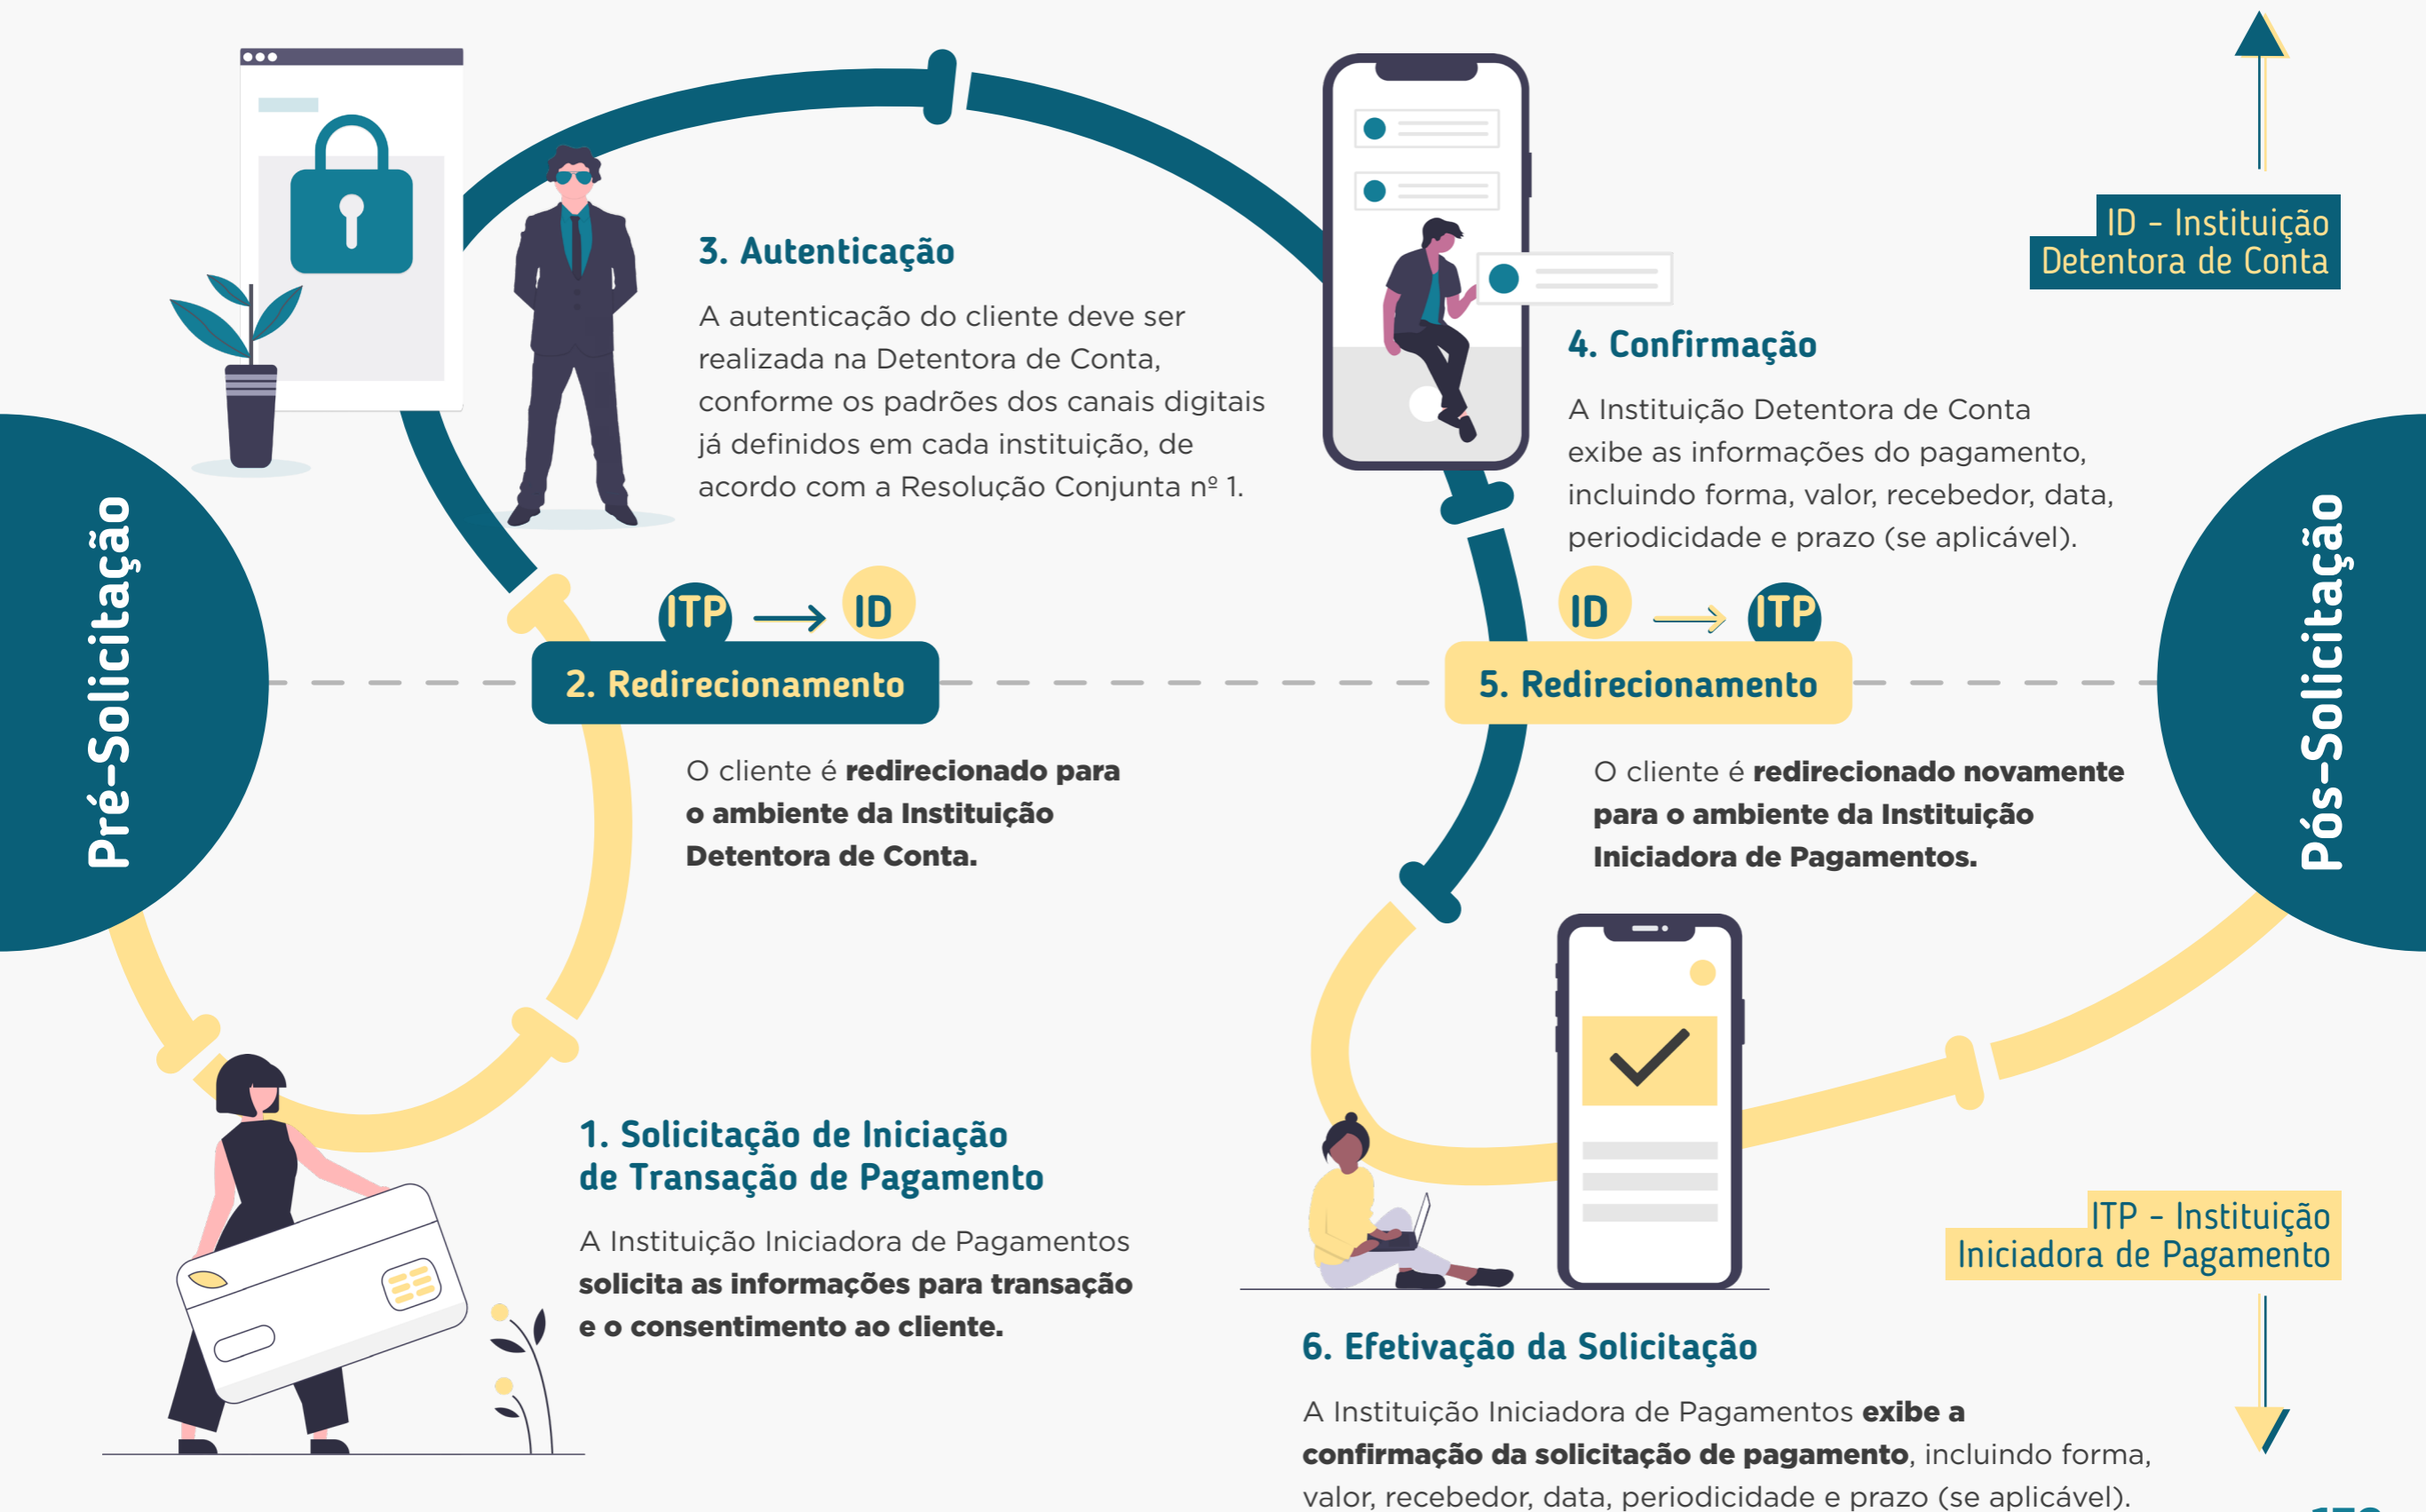 Pré-Solicitação
1. Solicitação de Iniciação
de Transação de Pagamento
A Instituição Iniciadora de Pagamentos
solicita as informações para transação
e o consentimento ao cliente.
ITP
ID
2. Redirecionamento
O cliente é redirecionado para
o ambiente da Instituição
Detentora de Conta.
3. Autenticação
A autenticação do cliente deve ser
realizada na Detentora de Conta,
conforme os padrões dos canais digitais
já definidos em cada instituição, de
acordo com a Resolução Conjunta nº 1.
4. Confirmação
A Instituição Detentora de Conta
exibe as informações do pagamento,
incluindo forma, valor, recebedor, data,
periodicidade e prazo (se aplicável).
ID
ITP
5. Redirecionamento
O cliente é redirecionado novamente
para o ambiente da Instituição
Iniciadora de Pagamentos.
6. Efetivação da Solicitação
A Instituição Iniciadora de Pagamentos exibe a
confirmação da solicitação de pagamento, incluindo forma,
valor, recebedor, data, periodicidade e prazo (se aplicável).
Pós-Solicitação
ID - Instituição
Detentora de Conta
ITP - Instituição
Iniciadora de Pagamento